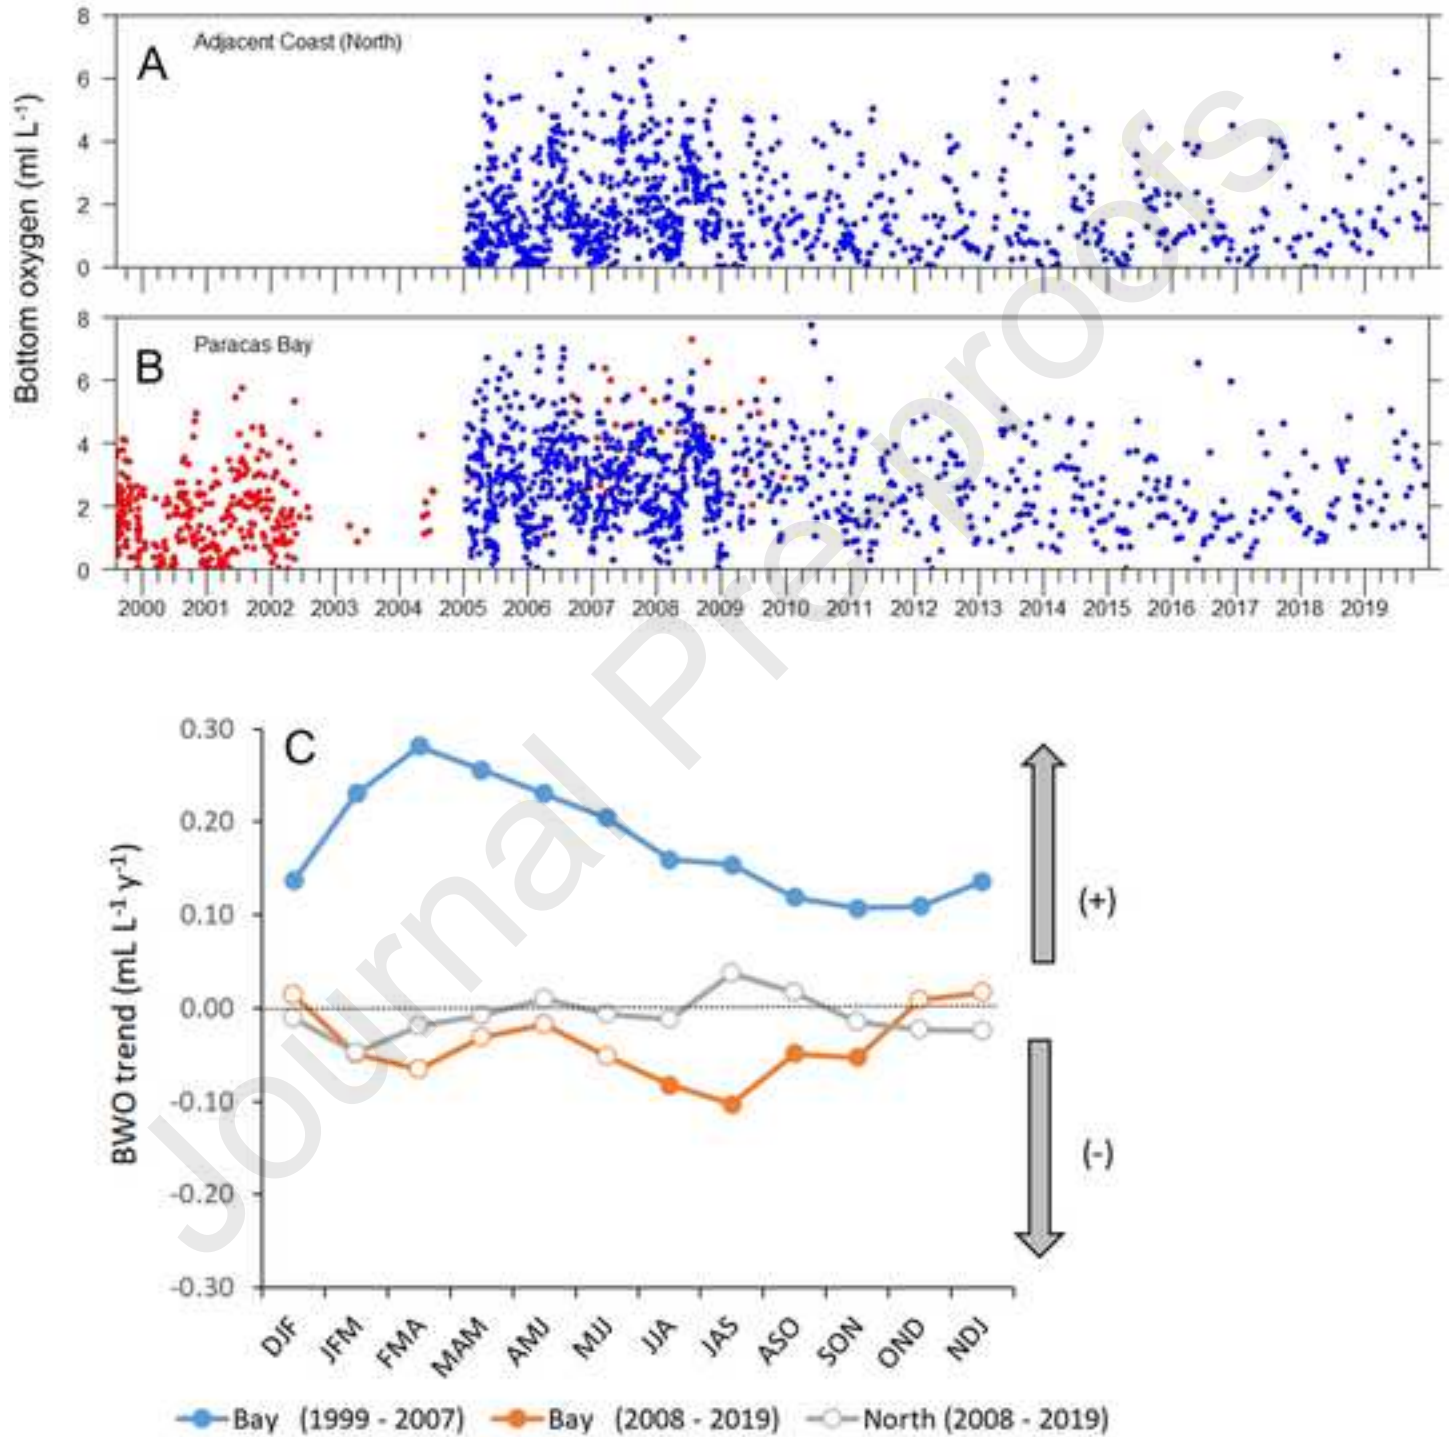 8
Adjacent Coast (North)
A
6
4
2
0
Bottom oxygen (ml L-1)
8
Paracas Bay
B
6
4
2
0
2000 2001 2002 2003 2004 2005 2006 2007 2008 2009 2010 2011 2012 2013 2014 2015 2016 2017 2018 2019
Journal Pre-proofs
C
0.30
0.20
0.10
0.00
-0.10
-0.20
-0.30
BWO trend (mL L-1 y-1)
(+)
(-)
DJF JFM FMA MAM AMJ MJJ JJA JAS ASO SON OND NDJ
Bay (1999 - 2007) Bay (2008 - 2019) North (2008 - 2019)